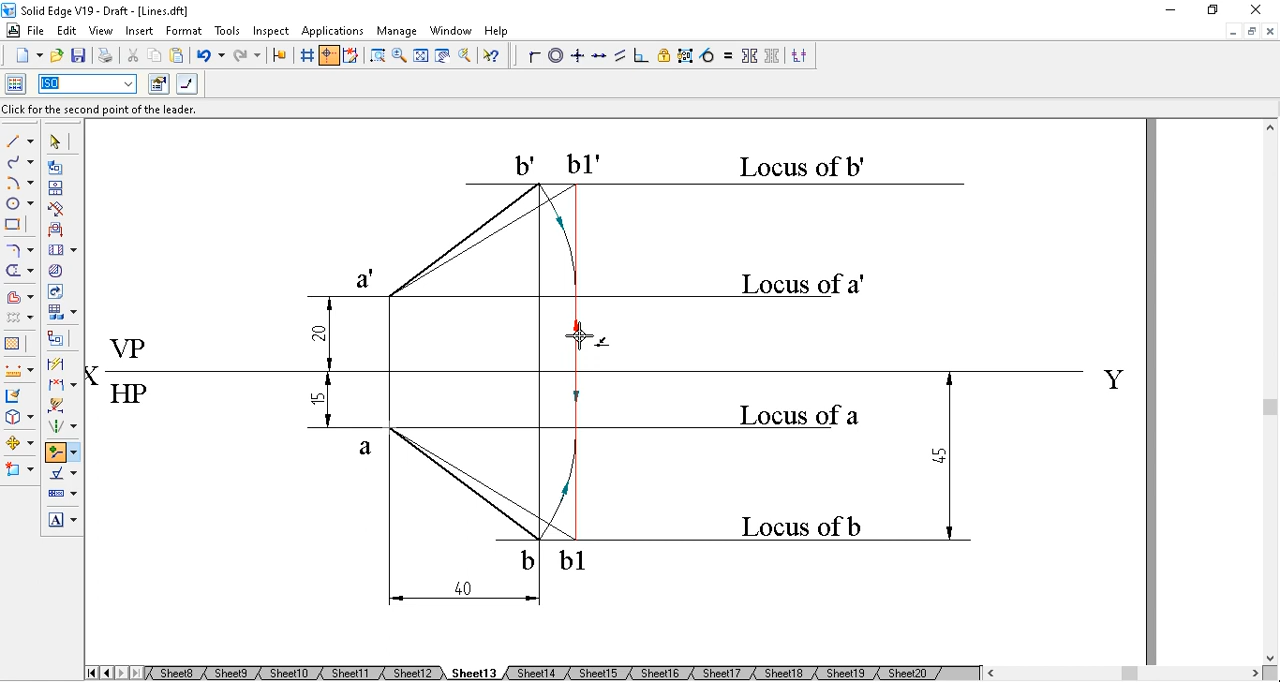 Solid Edge V19 - Draft - [Lines.dft]
File Edit View Insert Format Tools Inspect Applications Manage Window Help
ISO
Click for the second point of the leader.
b' b1' Locus of b'
a' Locus of a'
20
VP
X Y
HP
15
Locus of a
a
45
Locus of b
b b1
40
Sheet8 Sheet9 Sheet10 Sheet11 Sheet12 Sheet13 Sheet14 Sheet15 Sheet16 Sheet17 Sheet18 Sheet19 Sheet20